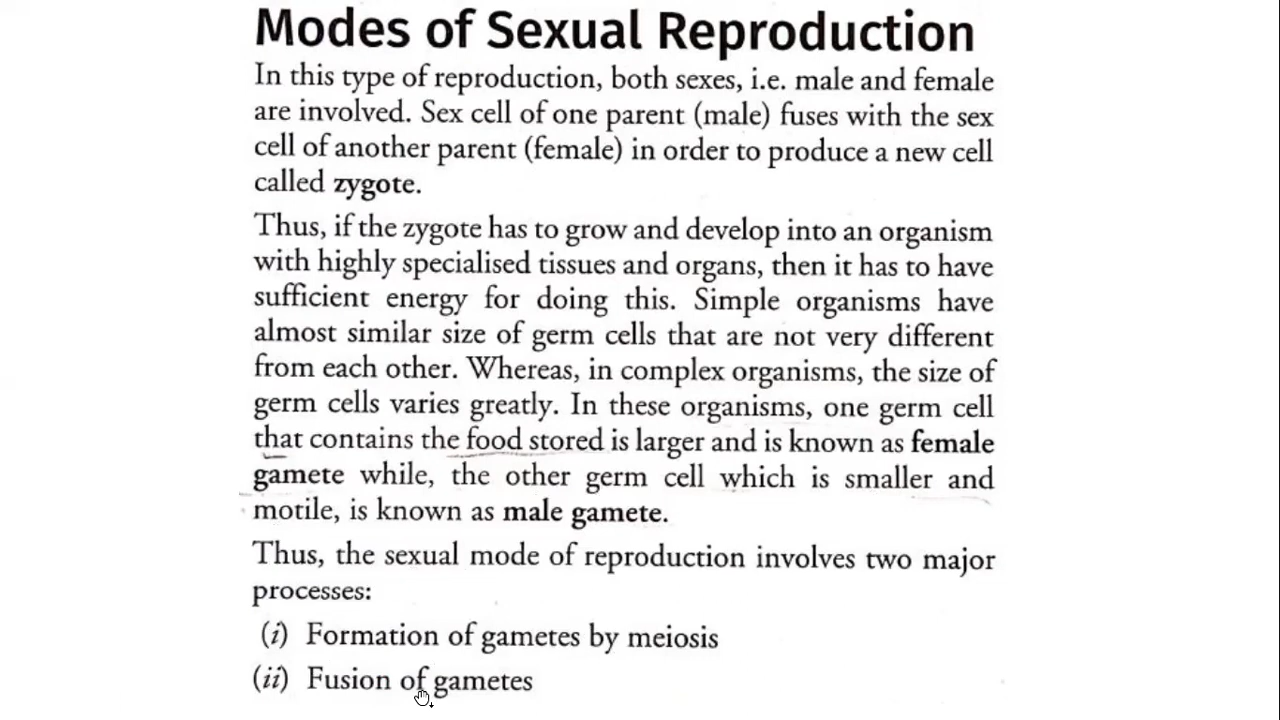 Modes of Sexual Reproduction
In this type of reproduction, both sexes, i.e. male and female
are involved. Sex cell of one parent (male) fuses with the sex
cell of another parent (female) in order to produce a new cell
called zygote.
Thus, if the zygote has to grow and develop into an organism
with highly specialised tissues and organs, then it has to have
sufficient energy for doing this. Simple organisms have
almost similar size of germ cells that are not very different
from each other. Whereas, in complex organisms, the size of
germ cells varies greatly. In these organisms, one germ cell
that contains the food stored is larger and is known as female
gamete while, the other germ cell which is smaller and
motile, is known as male gamete.
Thus, the sexual mode of reproduction involves two major
processes:
(i) Formation of gametes by meiosis
(ii) Fusion of gametes